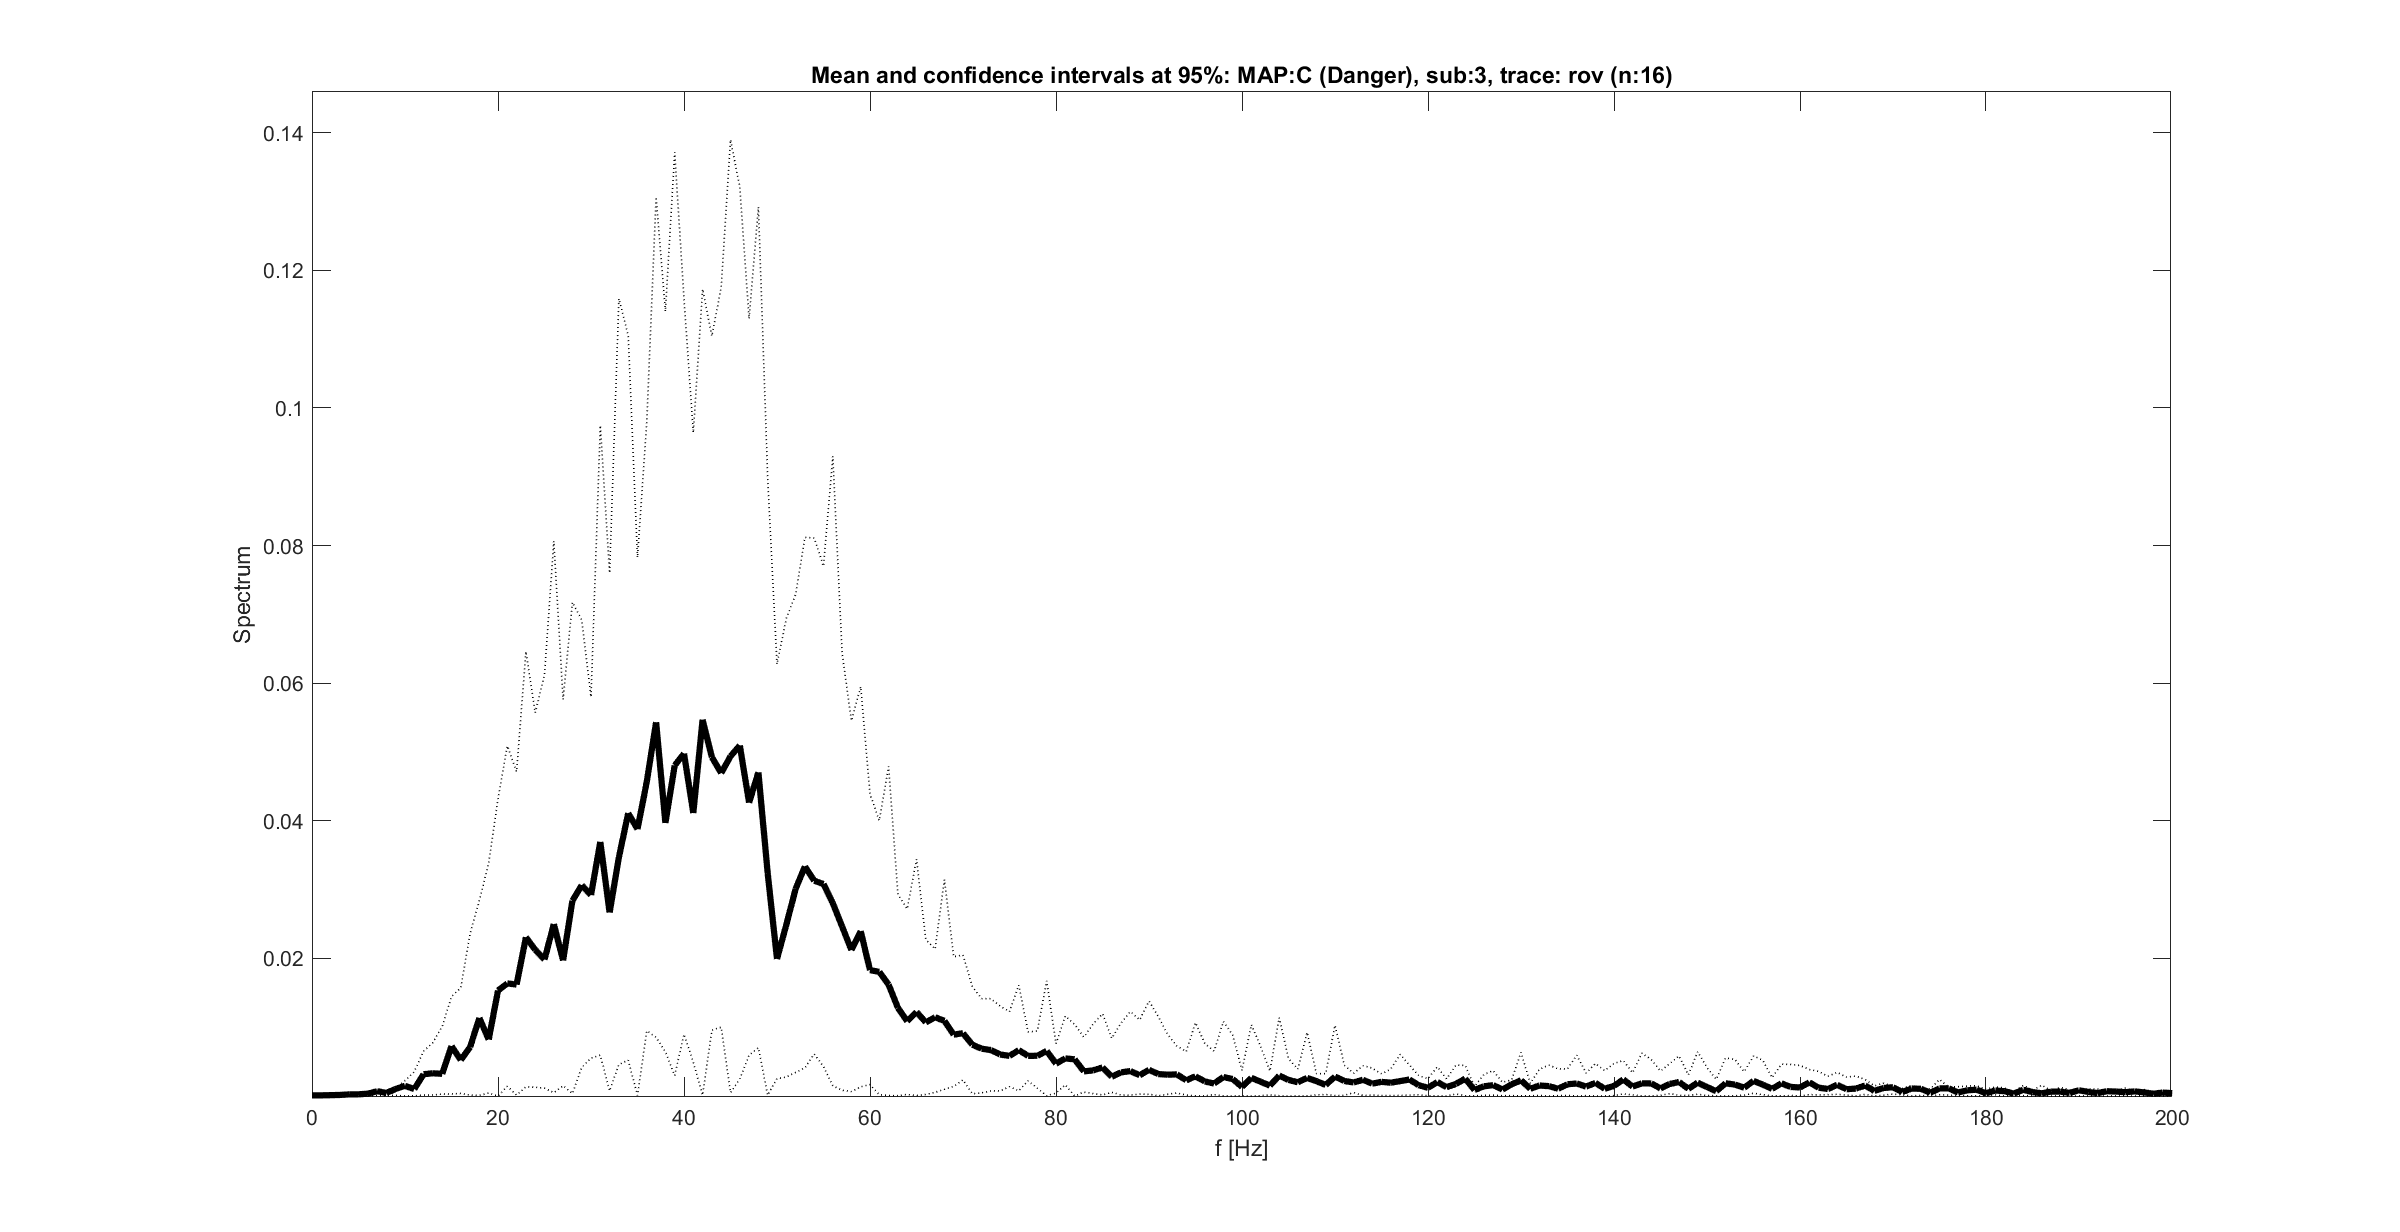 Mean and confidence intervals at 95%: MAP:C (Danger), sub:3, trace: rov (n:16)
0.14
0.12
0.1
0.08
0.06
0.04
0.02
Spectrum
0 20 40 60 80 100 120 140 160 180 200
f [Hz]